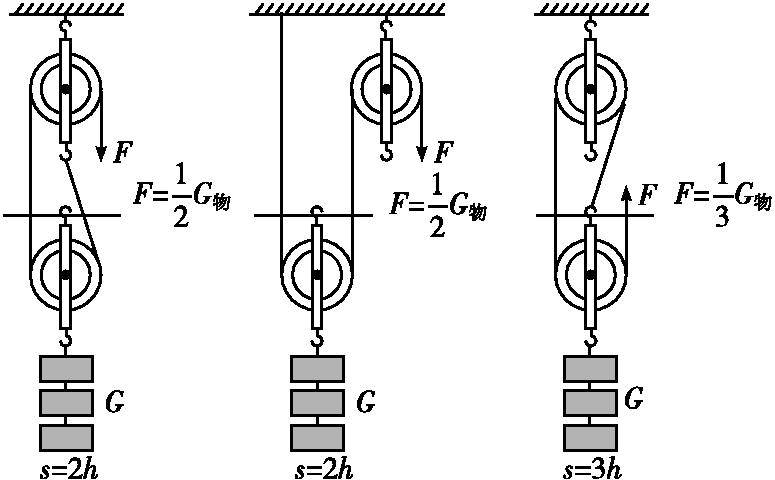 F
F=1/2G物
G
s=2h
F
F=1/2G物
G
s=2h
F
F=1/3G物
G
s=3h